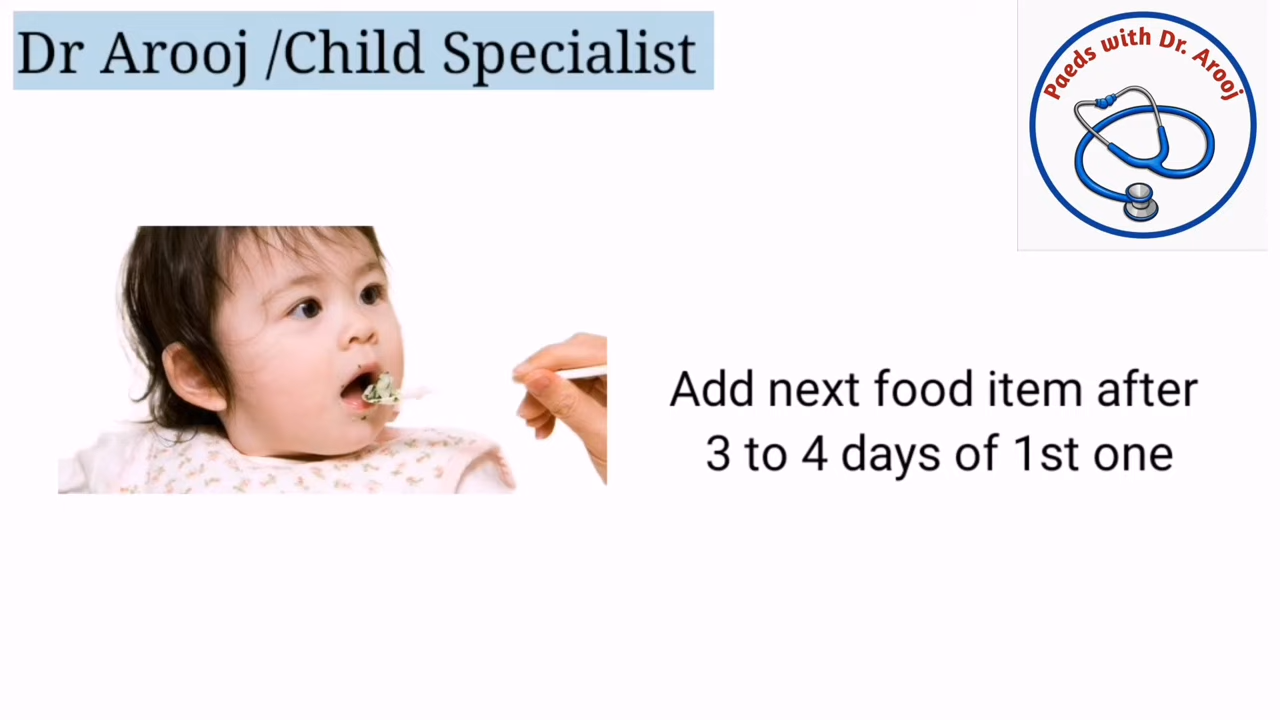 Dr Arooj /Child Specialist
Paeds with Dr. Arooj
Add next food item after
3 to 4 days of 1st one